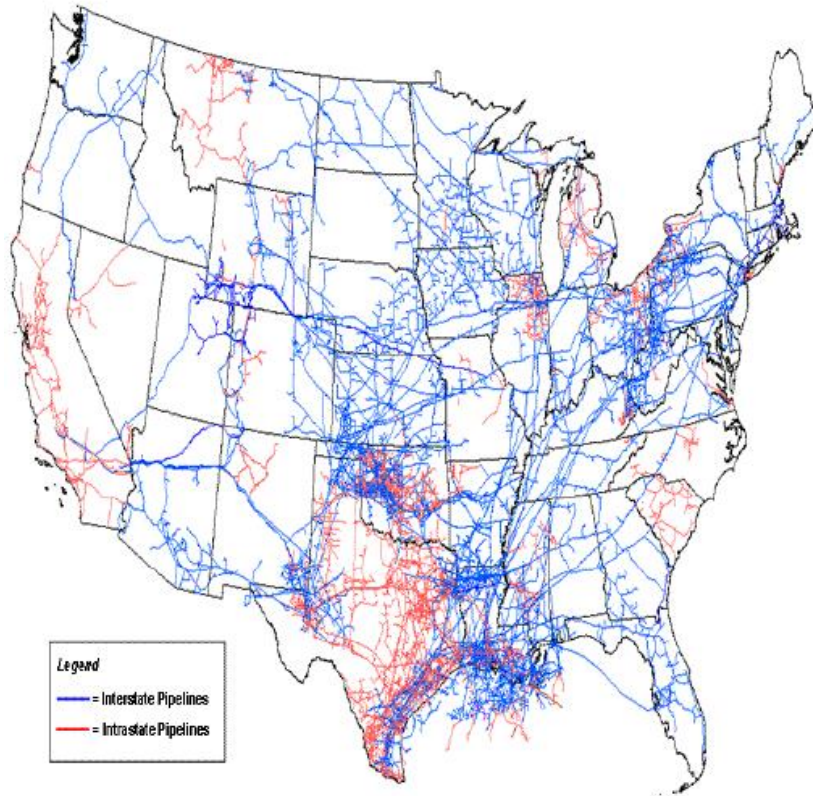 Legend
= Interstate Pipelines
= Intrastate Pipelines